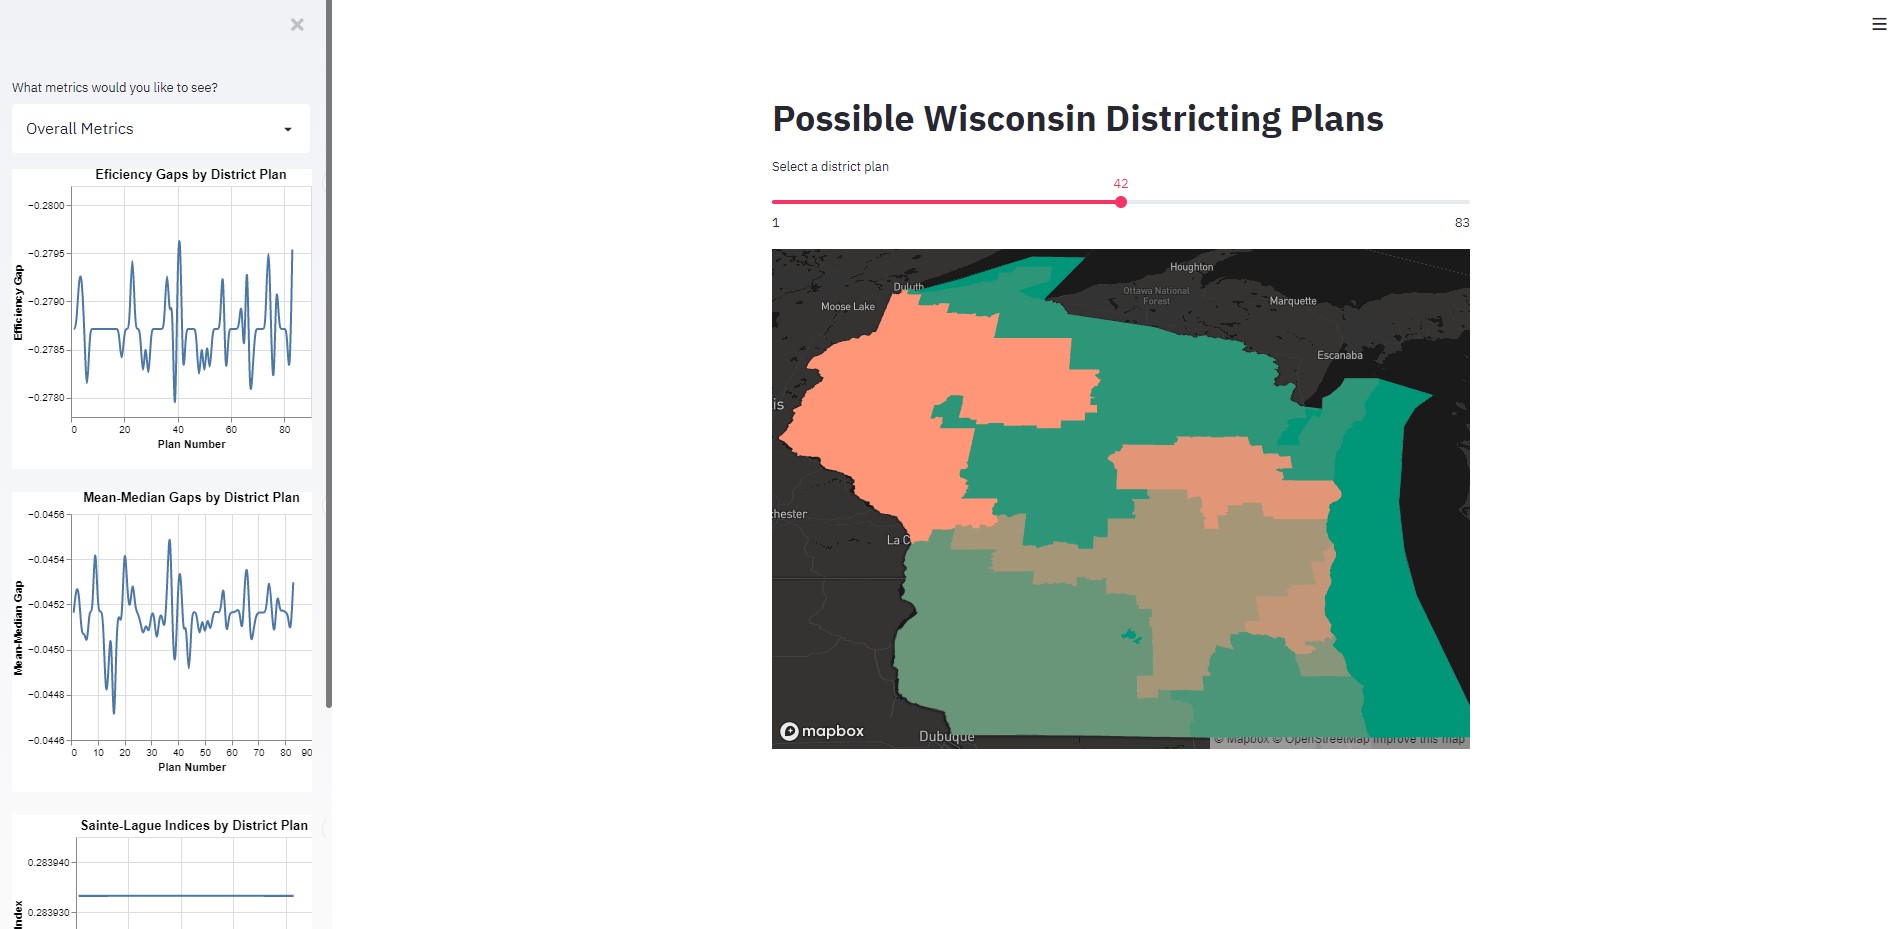 What metrics would you like to see?
Overall Metrics
Eficiency Gaps by District Plan
Efficiency Gap
−0.2800
−0.2795
−0.2790
−0.2785
−0.2780
0 20 40 60 80
Plan Number
Mean-Median Gaps by District Plan
Mean-Median Gap
−0.0456
−0.0454
−0.0452
−0.0450
−0.0448
−0.0446
0 10 20 30 40 50 60 70 80 90
Plan Number
Sainte-Lague Indices by District Plan
Index
0.283940
0.283930
Possible Wisconsin Districting Plans
Select a district plan
42
1 83
Houghton
Duluth
Ottawa National
Forest
Moose Lake
Marquette
Escanaba
is
hester
La C
mapbox
Dubuque
© Mapbox © OpenStreetMap Improve this map